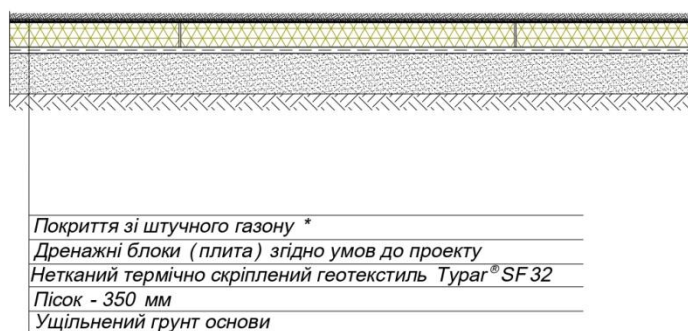 Покриття зі штучного газону *
Дренажні блоки (плита) згідно умов до проекту
Нетканий термічно скріплений геотекстиль Typar® SF 32
Пісок - 350 мм
Ущільнений грунт основи